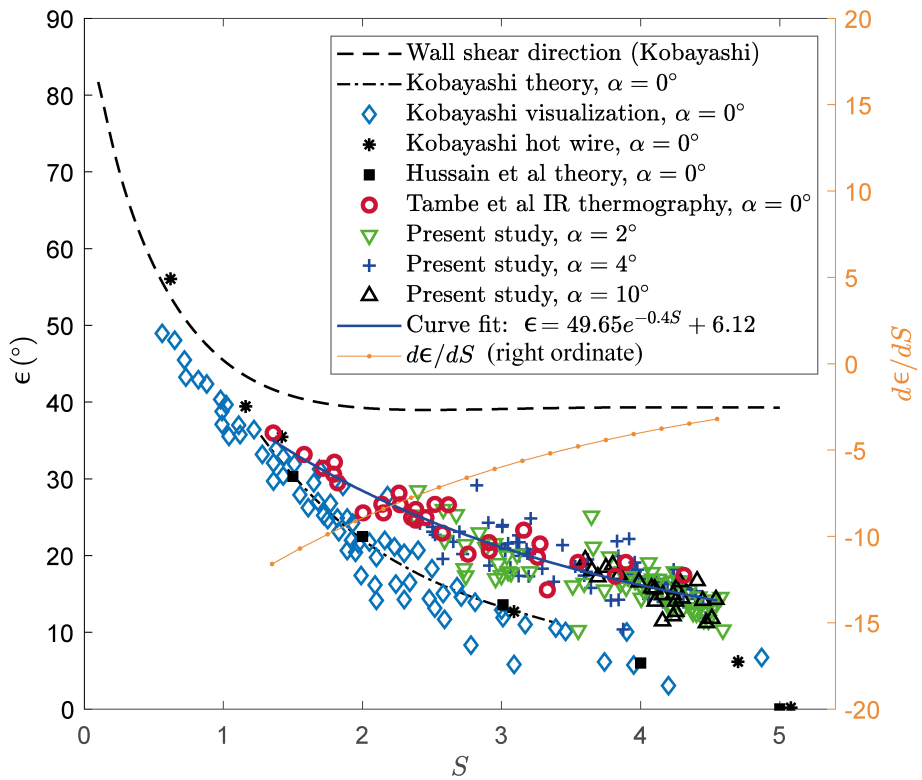 90
80
70
60
50
40
30
20
10
0
ϵ (°)
0
1
2
3
4
5
S
20
15
10
5
0
-5
-10
-15
-20
dϵ/dS
Wall shear direction (Kobayashi)
Kobayashi theory, α = 0°
Kobayashi visualization, α = 0°
Kobayashi hot wire, α = 0°
Hussain et al theory, α = 0°
Tambe et al IR thermography, α = 0°
Present study, α = 2°
Present study, α = 4°
Present study, α = 10°
Curve fit: ϵ = 49.65e^{-0.4S} + 6.12
dϵ/dS (right ordinate)